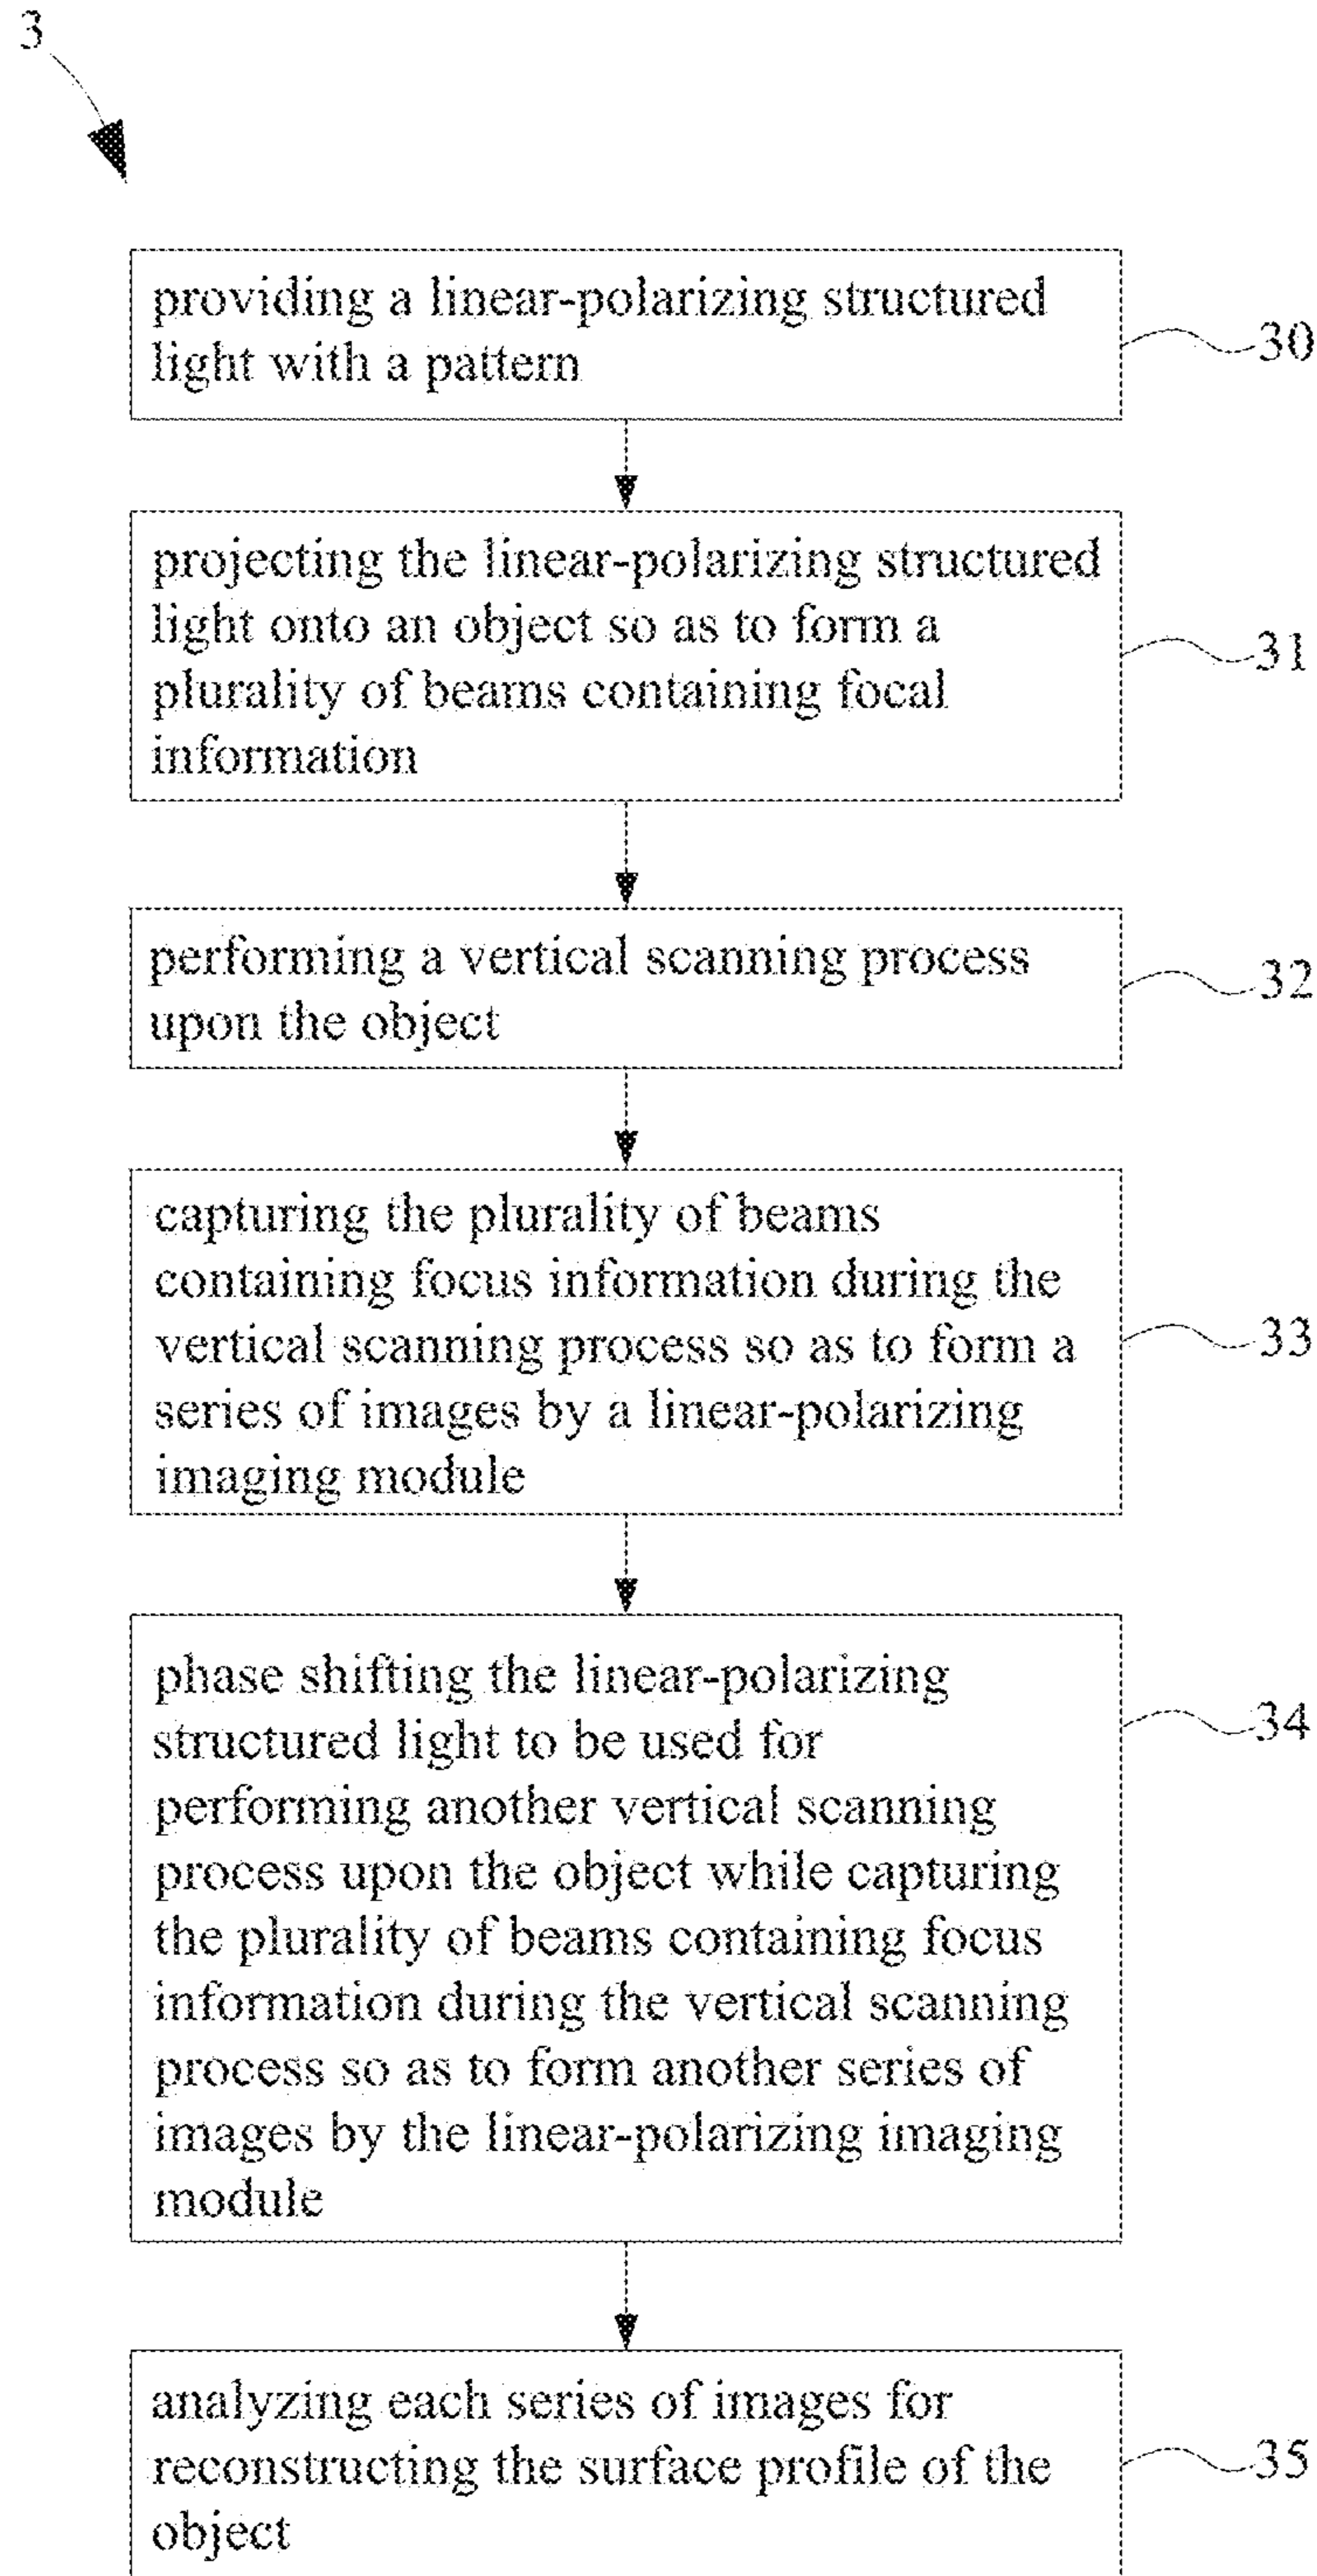 3
providing a linear-polarizing structured
light with a pattern
30
projecting the linear-polarizing structured
light onto an object so as to form a
plurality of beams containing focal
information
31
performing a vertical scanning process
upon the object
32
capturing the plurality of beams
containing focus information during the
vertical scanning process so as to form a
series of images by a linear-polarizing
imaging module
33
phase shifting the linear-polarizing
structured light to be used for
performing another vertical scanning
process upon the object while capturing
the plurality of beams containing focus
information during the vertical scanning
process so as to form another series of
images by the linear-polarizing imaging
module
34
analyzing each series of images for
reconstructing the surface profile of the
object
35